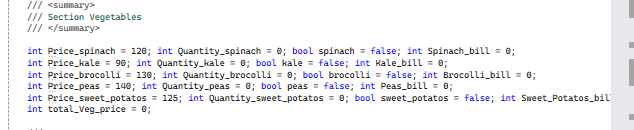 /// <summary>
/// Section Vegetables
/// </summary>
int Price_spinach = 120; int Quantity_spinach = 0; bool spinach = false; int Spinach_bill = 0;
int Price_kale = 90; int Quantity_kale = 0; bool kale = false; int Kale_bill = 0;
int Price_brocolli = 130; int Quantity_brocolli = 0; bool brocolli = false; int Brocolli_bill = 0;
int Price_peas = 140; int Quantity_peas = 0; bool peas = false; int Peas_bill = 0;
int Price_sweet_potatos = 125; int Quantity_sweet_potatos = 0; bool sweet_potatos = false; int Sweet_Potatos_bil
int total_Veg_price = 0;